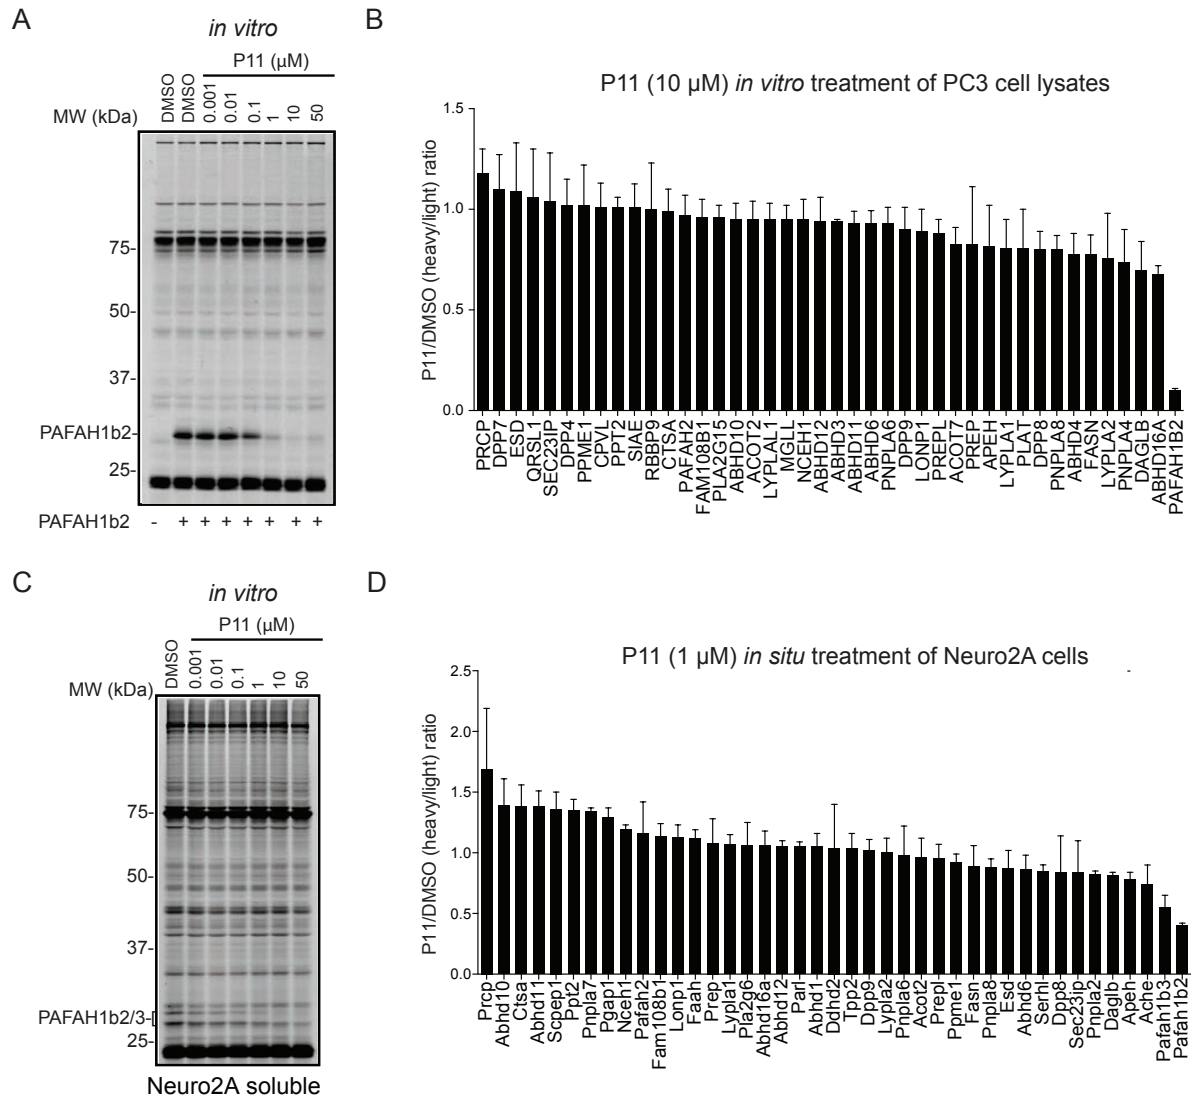 A
in vitro
P11 (µM)
MW (kDa)
DMSO
DMSO
0.001
0.01
0.1
1
10
50
75-
50-
37-
PAFAH1b2-
25-
PAFAH1b2
- + + + + + + +
B
P11 (10 µM) in vitro treatment of PC3 cell lysates
P11/DMSO (heavy/light) ratio
1.5
1.0
0.5
0.0
PRCP
DPP7
ESD
QRSL1
SEC23IP
DPP4
PPME1
CPVL
PPT2
SIAE
RBBP9
CTSA
PAFAH2
FAM108B1
PLA2G15
ABHD10
ACOT2
LYPLAL1
MGLL
NCEH1
ABHD12
ABHD3
ABHD11
ABHD6
PNPLA6
DPP9
LONP1
PREPL
ACOT7
PREP
APEH
LYPLA1
PLAT
DPP8
PNPLA8
ABHD4
FASN
LYPLA2
PNPLA4
DAGLB
ABHD16A
PAFAH1B2
C
in vitro
P11 (µM)
MW (kDa)
DMSO
0.001
0.01
0.1
1
10
50
75-
50-
37-
PAFAH1b2/3-[
25-
Neuro2A soluble
D
P11 (1 µM) in situ treatment of Neuro2A cells
P11/DMSO (heavy/light) ratio
2.5
2.0
1.5
1.0
0.5
0.0
Prcp
Abhd10
Ctsa
Abhd11
Scpep1
Ppt2
Pnpla7
Pgap1
Nceh1
Pafah2
Fam108b1
Lonp1
Faah
Prep
Lypla1
Pla2g6
Abhd16a
Abhd12
Parl
Abhd1
Ddhd2
Tpp2
Dpp9
Lypla2
Pnpla6
Acot2
Prepl
Ppme1
Fasn
Pnpla8
Esd
Abhd6
Serhl
Dpp8
Sec23ip
Pnpla2
Daglb
Apeh
Ache
Pafah1b3
Pafah1b2